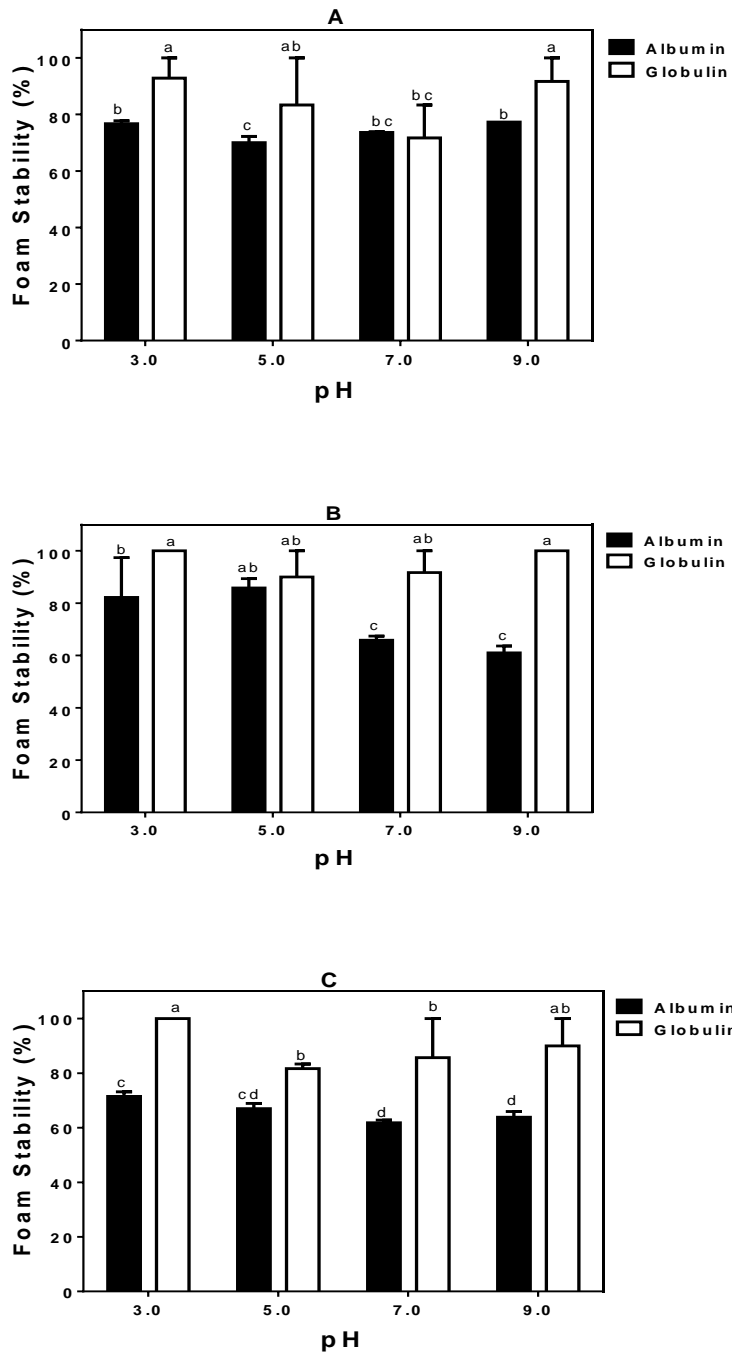 A
Albumin
Globulin
Foam Stability (%)
100
80
60
40
20
0
b a c ab bc bc b a
3.0 5.0 7.0 9.0
pH
B
Albumin
Globulin
Foam Stability (%)
100
80
60
40
20
0
b a ab ab c ab c a
3.0 5.0 7.0 9.0
pH
C
Albumin
Globulin
Foam Stability (%)
100
80
60
40
20
0
c a cd b d b d ab
3.0 5.0 7.0 9.0
pH